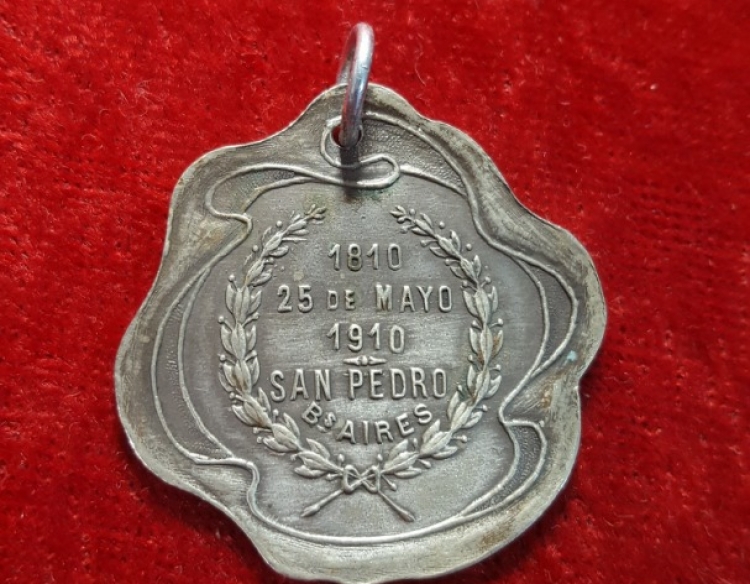 1810
25 DE MAYO
1910
SAN PEDRO
Bs AIRES